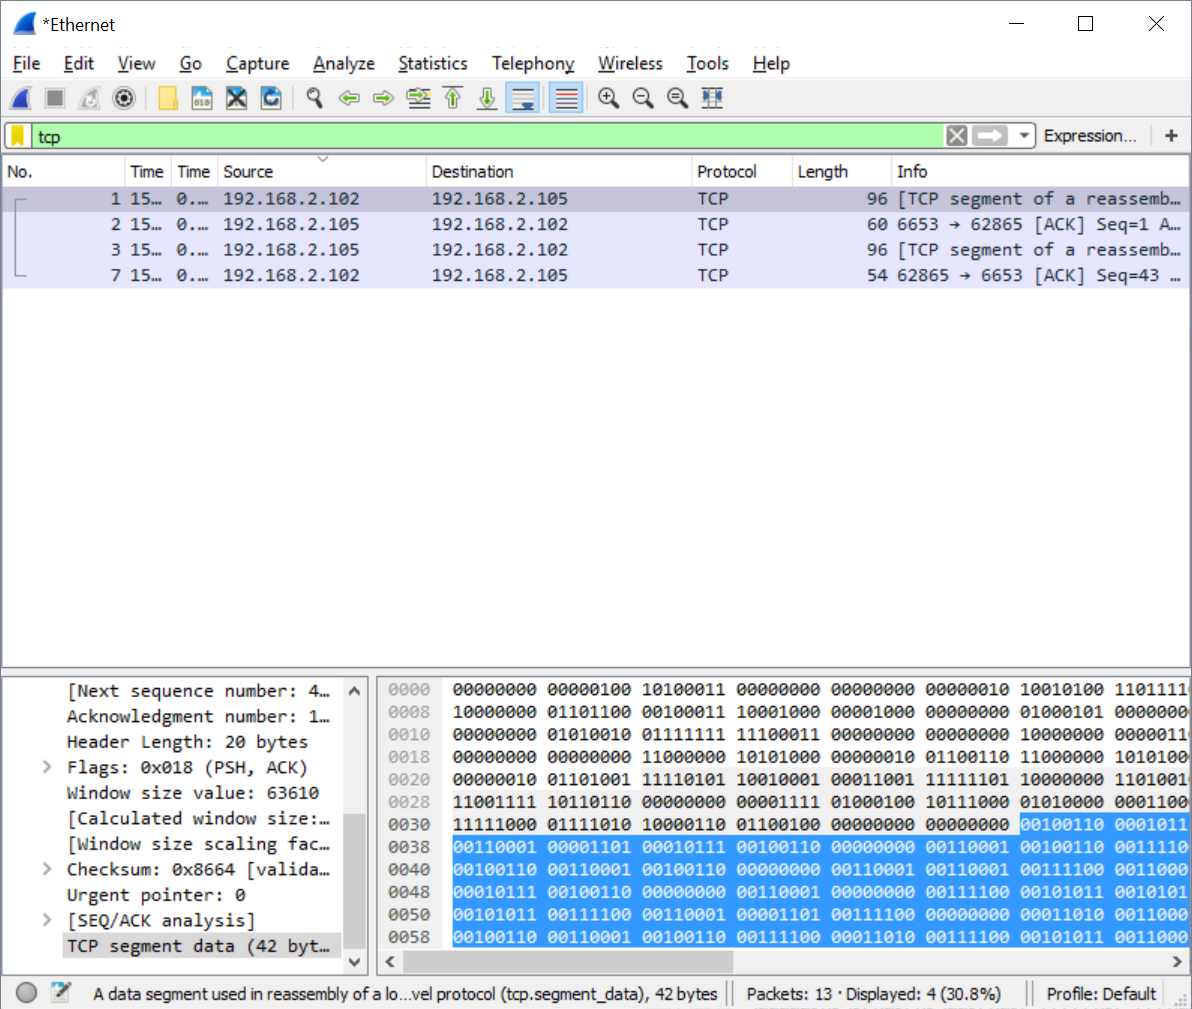 *Ethernet
File Edit View Go Capture Analyze Statistics Telephony Wireless Tools Help
tcp Expression... +
No. Time Time Source Destination Protocol Length Info
1 15... 0.... 192.168.2.102 192.168.2.105 TCP 96 [TCP segment of a reassemb...
2 15... 0.... 192.168.2.105 192.168.2.102 TCP 60 6653 → 62865 [ACK] Seq=1 A...
3 15... 0.... 192.168.2.105 192.168.2.102 TCP 96 [TCP segment of a reassemb...
7 15... 0.... 192.168.2.102 192.168.2.105 TCP 54 62865 → 6653 [ACK] Seq=43 ...
[Next sequence number: 4...
Acknowledgment number: 1...
Header Length: 20 bytes
Flags: 0x018 (PSH, ACK)
Window size value: 63610
[Calculated window size:...
[Window size scaling fac...
Checksum: 0x8664 [valida...
Urgent pointer: 0
[SEQ/ACK analysis]
TCP segment data (42 byt...
0000 00000000 00000100 10100011 00000000 00000000 00000010 10010100 1101111
0008 10000000 01101100 00100011 10001000 00001000 00000000 01000101 0000000
0010 00000000 01010010 01111111 11100011 00000000 00000000 10000000 0000011
0018 00000000 00000000 11000000 10101000 00000010 01100110 11000000 1010100
0020 00000010 01101001 11110101 10010001 00011001 11111101 10000000 1101001
0028 11001111 10110110 00000000 00001111 01000100 10111000 01010000 0001100
0030 11111000 01111010 10000110 01100100 00000000 00000000 00100110 0001011
0038 00110001 00001101 00010111 00100110 00000000 00110001 00100110 0011110
0040 00100110 00110001 00100110 00000000 00110001 00110001 00111100 0011000
0048 00010111 00100110 00000000 00110001 00000000 00111100 00101011 0010101
0050 00101011 00111100 00110001 00001101 00111100 00000000 00011010 0011000
0058 00100110 00110001 00100110 00111100 00011010 00111100 00101011 0011000
A data segment used in reassembly of a lo...vel protocol (tcp.segment_data), 42 bytes Packets: 13 · Displayed: 4 (30.8%) Profile: Default